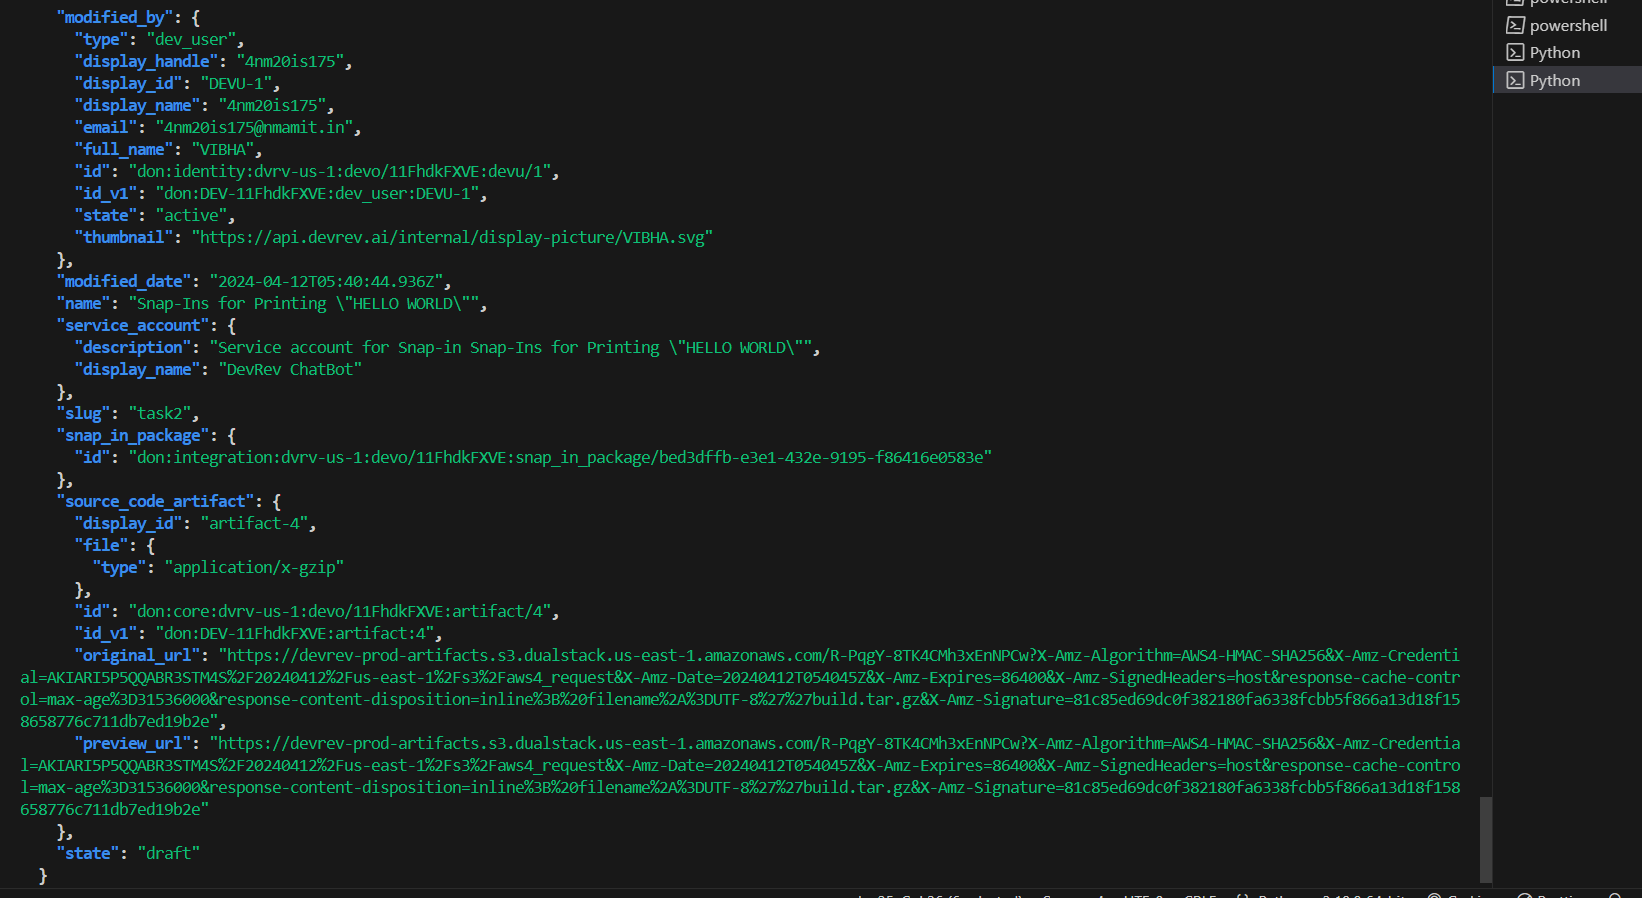 "modified_by": {
"type": "dev_user",
"display_handle": "4nm20is175",
"display_id": "DEVU-1",
"display_name": "4nm20is175",
"email": "4nm20is175@nmamit.in",
"full_name": "VIBHA",
"id": "don:identity:dvrv-us-1:devo/11FhdkFXVE:devu/1",
"id_v1": "don:DEV-11FhdkFXVE:dev_user:DEVU-1",
"state": "active",
"thumbnail": "https://api.devrev.ai/internal/display-picture/VIBHA.svg"
},
"modified_date": "2024-04-12T05:40:44.936Z",
"name": "Snap-Ins for Printing \"HELLO WORLD\"",
"service_account": {
"description": "Service account for Snap-in Snap-Ins for Printing \"HELLO WORLD\"",
"display_name": "DevRev ChatBot"
},
"slug": "task2",
"snap_in_package": {
"id": "don:integration:dvrv-us-1:devo/11FhdkFXVE:snap_in_package/bed3dffb-e3e1-432e-9195-f86416e0583e"
},
"source_code_artifact": {
"display_id": "artifact-4",
"file": {
"type": "application/x-gzip"
},
"id": "don:core:dvrv-us-1:devo/11FhdkFXVE:artifact/4",
"id_v1": "don:DEV-11FhdkFXVE:artifact:4",
"original_url": "https://devrev-prod-artifacts.s3.dualstack.us-east-1.amazonaws.com/R-PqgY-8TK4CMh3xEnNPCw?X-Amz-Algorithm=AWS4-HMAC-SHA256&X-Amz-Credenti
al=AKIARI5P5QQABR3STM4S%2F20240412%2Fus-east-1%2Fs3%2Faws4_request&X-Amz-Date=20240412T054045Z&X-Amz-Expires=86400&X-Amz-SignedHeaders=host&response-cache-contr
ol=max-age%3D31536000&response-content-disposition=inline%3B%20filename%2A%3DUTF-8%27%27build.tar.gz&X-Amz-Signature=81c85ed69dc0f382180fa6338fcbb5f866a13d18f15
8658776c711db7ed19b2e",
"preview_url": "https://devrev-prod-artifacts.s3.dualstack.us-east-1.amazonaws.com/R-PqgY-8TK4CMh3xEnNPCw?X-Amz-Algorithm=AWS4-HMAC-SHA256&X-Amz-Credentia
l=AKIARI5P5QQABR3STM4S%2F20240412%2Fus-east-1%2Fs3%2Faws4_request&X-Amz-Date=20240412T054045Z&X-Amz-Expires=86400&X-Amz-SignedHeaders=host&response-cache-contro
l=max-age%3D31536000&response-content-disposition=inline%3B%20filename%2A%3DUTF-8%27%27build.tar.gz&X-Amz-Signature=81c85ed69dc0f382180fa6338fcbb5f866a13d18f158
658776c711db7ed19b2e"
},
"state": "draft"
}
powershell
powershell
Python
Python